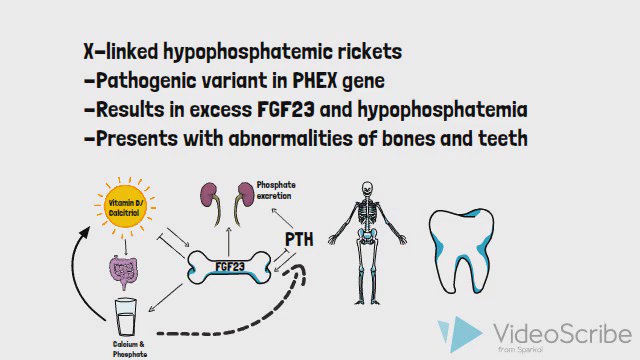 X-linked hypophosphatemic rickets
-Pathogenic variant in PHEX gene
-Results in excess FGF23 and hypophosphatemia
-Presents with abnormalities of bones and teeth
Vitamin D/
Calcitriol
Phosphate
excretion
PTH
FGF23
Calcium &
Phosphate
VideoScribe
from Sparkol